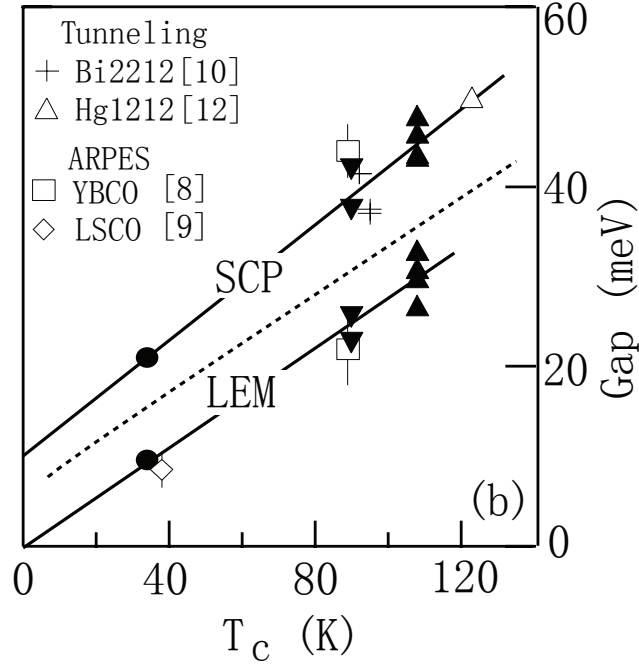 Tunneling
Bi2212[10]
Hg1212[12]
ARPES
YBCO [8]
LSCO [9]
SCP
LEM
(b)
60
40
20
0
Gap (meV)
0 40 80 120
T_c (K)